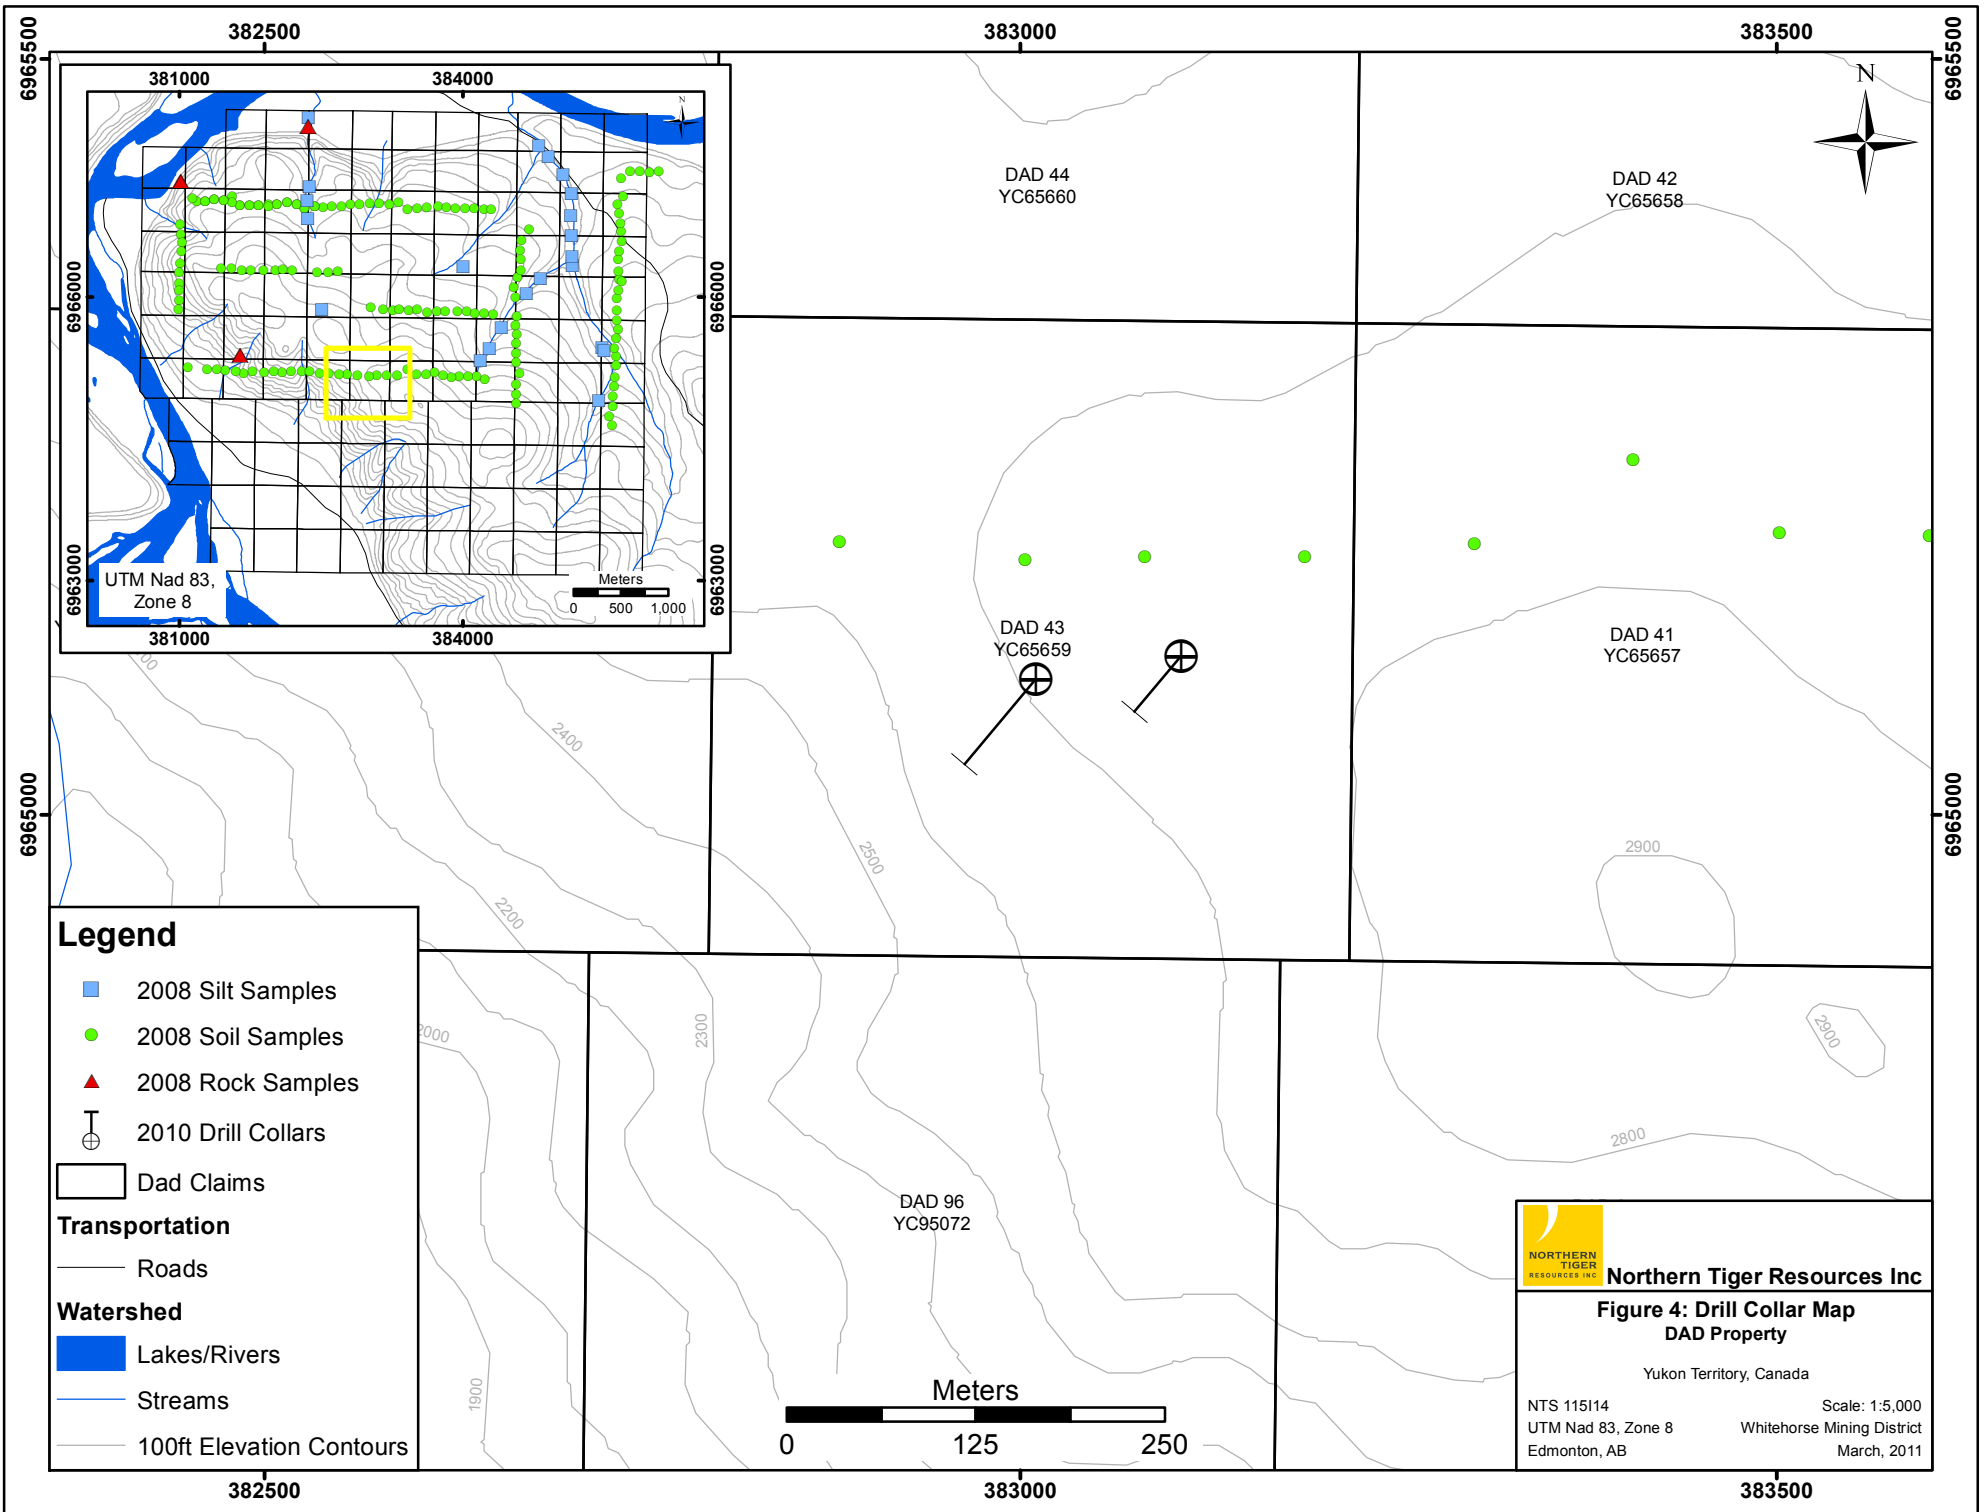 382500
383000
383500
6965500
6965500
381000
384000
N
N
DAD 44
YC65660
DAD 42
YC65658
6966000
6966000
6963000
6963000
UTM Nad 83,
Zone 8
Meters
0 500 1,000
381000
384000
DAD 43
YC65659
DAD 41
YC65657
2400
6965000
6965000
2500
2900
2200
2300
2900
2800
1900
Legend
2008 Silt Samples
2008 Soil Samples
2008 Rock Samples
2010 Drill Collars
Dad Claims
Transportation
Roads
Watershed
Lakes/Rivers
Streams
100ft Elevation Contours
DAD 96
YC95072
Meters
0 125 250
NORTHERN
TIGER
RESOURCES INC
Northern Tiger Resources Inc
Figure 4: Drill Collar Map
DAD Property
Yukon Territory, Canada
NTS 115I14 Scale: 1:5,000
UTM Nad 83, Zone 8 Whitehorse Mining District
Edmonton, AB March, 2011
382500
383000
383500